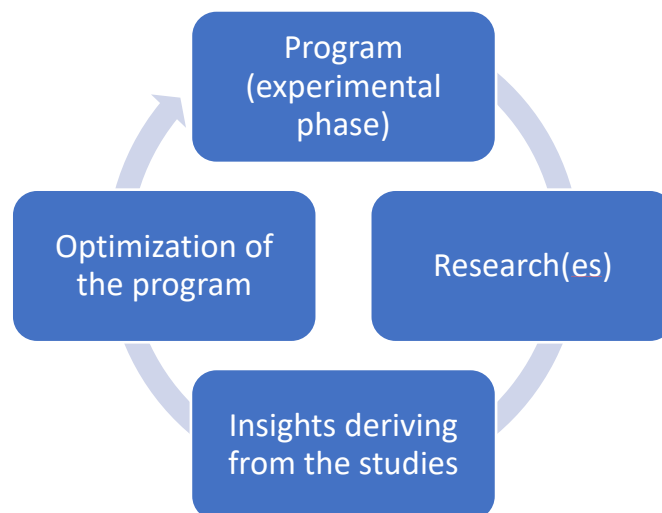 Program
(experimental
phase)
Research(es)
Insights deriving
from the studies
Optimization of
the program